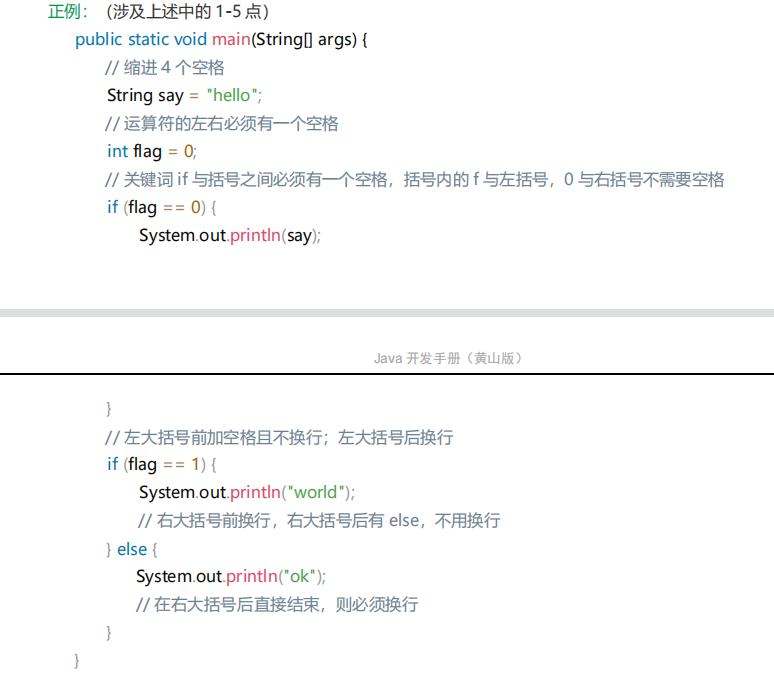 正例：（涉及上述中的 1-5 点）
public static void main(String[] args) {
// 缩进 4 个空格
String say = "hello";
// 运算符的左右必须有一个空格
int flag = 0;
// 关键词 if 与括号之间必须有一个空格，括号内的 f 与左括号，0 与右括号不需要空格
if (flag == 0) {
System.out.println(say);
Java 开发手册（黄山版）
}
// 左大括号前加空格且不换行；左大括号后换行
if (flag == 1) {
System.out.println("world");
// 右大括号前换行，右大括号后有 else，不用换行
} else {
System.out.println("ok");
// 在右大括号后直接结束，则必须换行
}
}